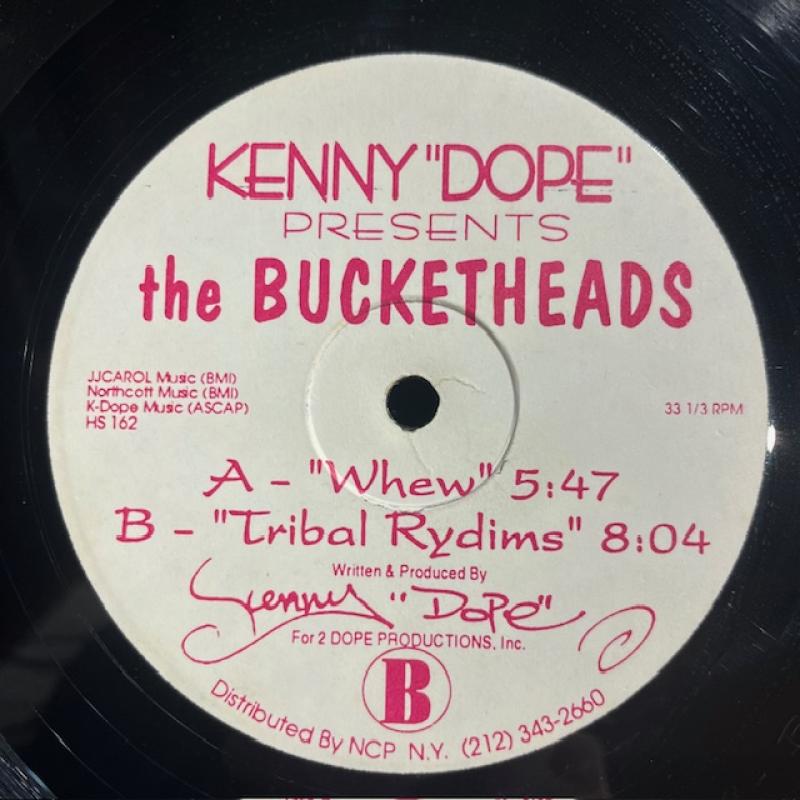 KENNY "DOPE"
PRESENTS
the BUCKETHEADS
JJCAROL Music (BMI)
Northcott Music (BMI)
K-Dope Music (ASCAP)
HS 162
33 1/3 RPM
A - "Whew" 5:47
B - "Tribal Rydims" 8:04
Written & Produced By
Kenny "Dope"
For 2 DOPE PRODUCTIONS, Inc.
B
Distributed By NCP N.Y. (212) 343-2660